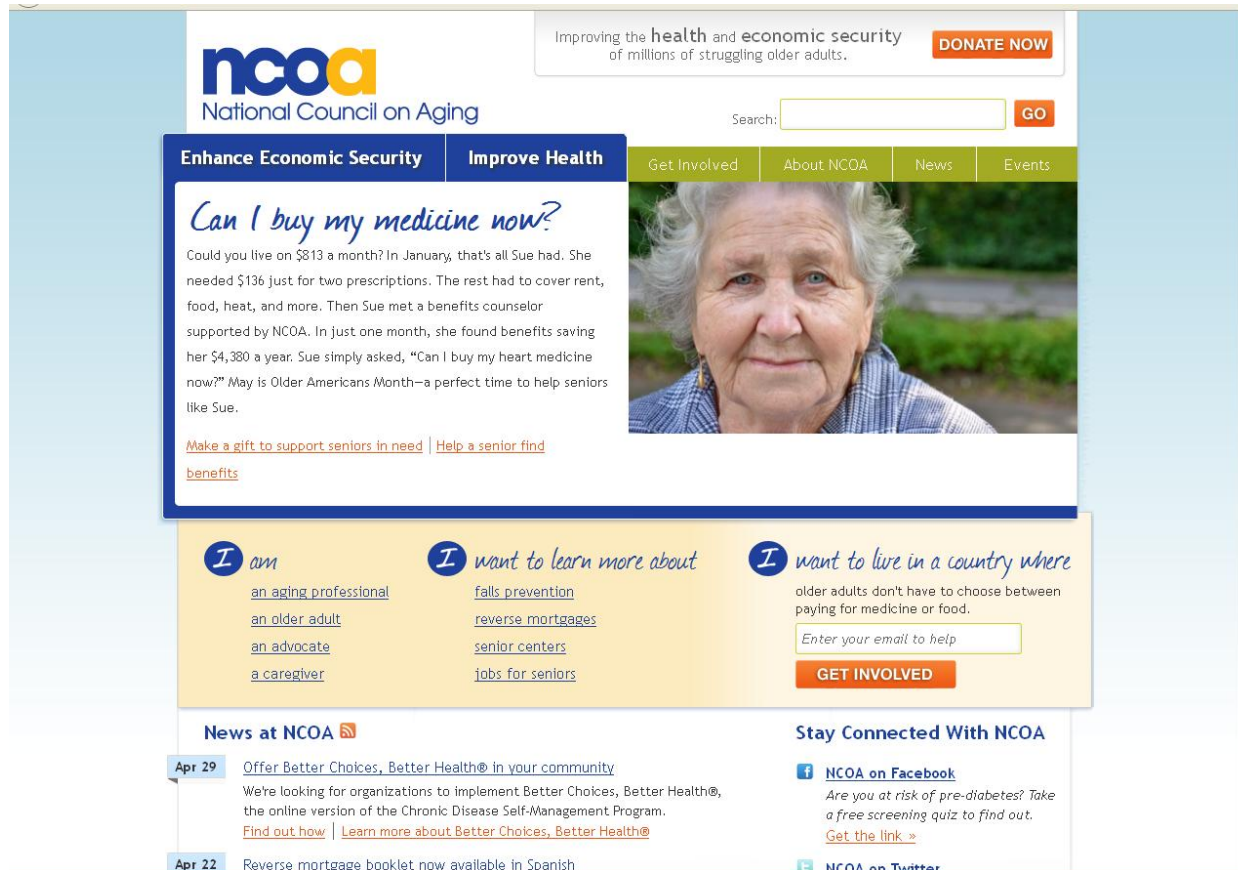 Improving the health and economic security
of millions of struggling older adults.
DONATE NOW
ncoa
National Council on Aging
Search:
GO
Enhance Economic Security
Improve Health
Get Involved
About NCOA
News
Events
Can I buy my medicine now?
Could you live on $813 a month? In January, that's all Sue had. She
needed $136 just for two prescriptions. The rest had to cover rent,
food, heat, and more. Then Sue met a benefits counselor
supported by NCOA. In just one month, she found benefits saving
her $4,380 a year. Sue simply asked, “Can I buy my heart medicine
now?” May is Older Americans Month—a perfect time to help seniors
like Sue.
Make a gift to support seniors in need | Help a senior find
benefits
I am
an aging professional
an older adult
an advocate
a caregiver
I want to learn more about
falls prevention
reverse mortgages
senior centers
jobs for seniors
I want to live in a country where
older adults don't have to choose between
paying for medicine or food.
Enter your email to help
GET INVOLVED
News at NCOA
Apr 29
Offer Better Choices, Better Health® in your community
We're looking for organizations to implement Better Choices, Better Health®,
the online version of the Chronic Disease Self-Management Program.
Find out how | Learn more about Better Choices, Better Health®
Apr 22
Reverse mortgage booklet now available in Spanish
Stay Connected With NCOA
NCOA on Facebook
Are you at risk of pre-diabetes? Take
a free screening quiz to find out.
Get the link »
NCOA on Twitter